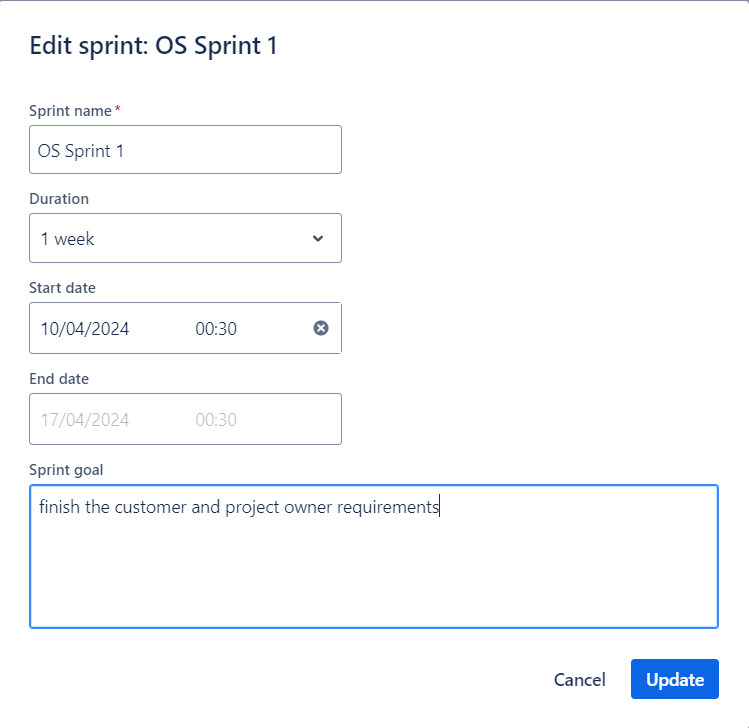 Edit sprint: OS Sprint 1
Sprint name *
OS Sprint 1
Duration
1 week
Start date
10/04/2024 00:30
End date
17/04/2024 00:30
Sprint goal
finish the customer and project owner requirements
Cancel Update